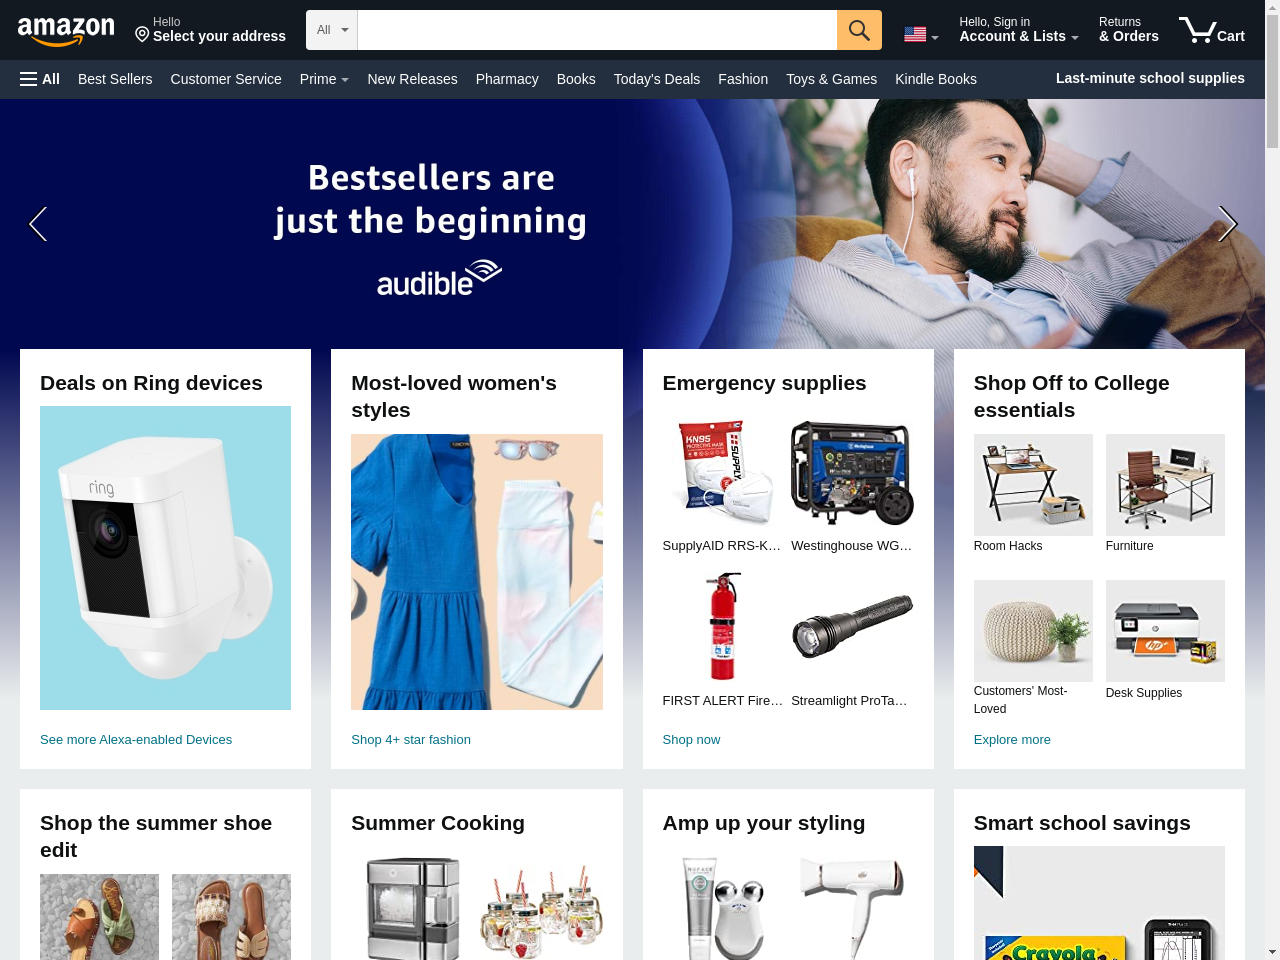 amazon
Hello
Select your address
All
Hello, Sign in
Account & Lists
Returns
& Orders
Cart
All
Best Sellers
Customer Service
Prime
New Releases
Pharmacy
Books
Today's Deals
Fashion
Toys & Games
Kindle Books
Last-minute school supplies
Bestsellers are
just the beginning
audible
Deals on Ring devices
ring
See more Alexa-enabled Devices
Most-loved women's
styles
Shop 4+ star fashion
Emergency supplies
KN95
SUPPLY
Westinghouse
SupplyAID RRS-K…
Westinghouse WG…
FIRST ALERT Fire…
Streamlight ProTa…
Shop now
Shop Off to College
essentials
Room Hacks
Furniture
hp
Customers' Most-
Loved
Desk Supplies
Explore more
Shop the summer shoe
edit
Summer Cooking
Amp up your styling
NUFACE
Smart school savings
Crayola